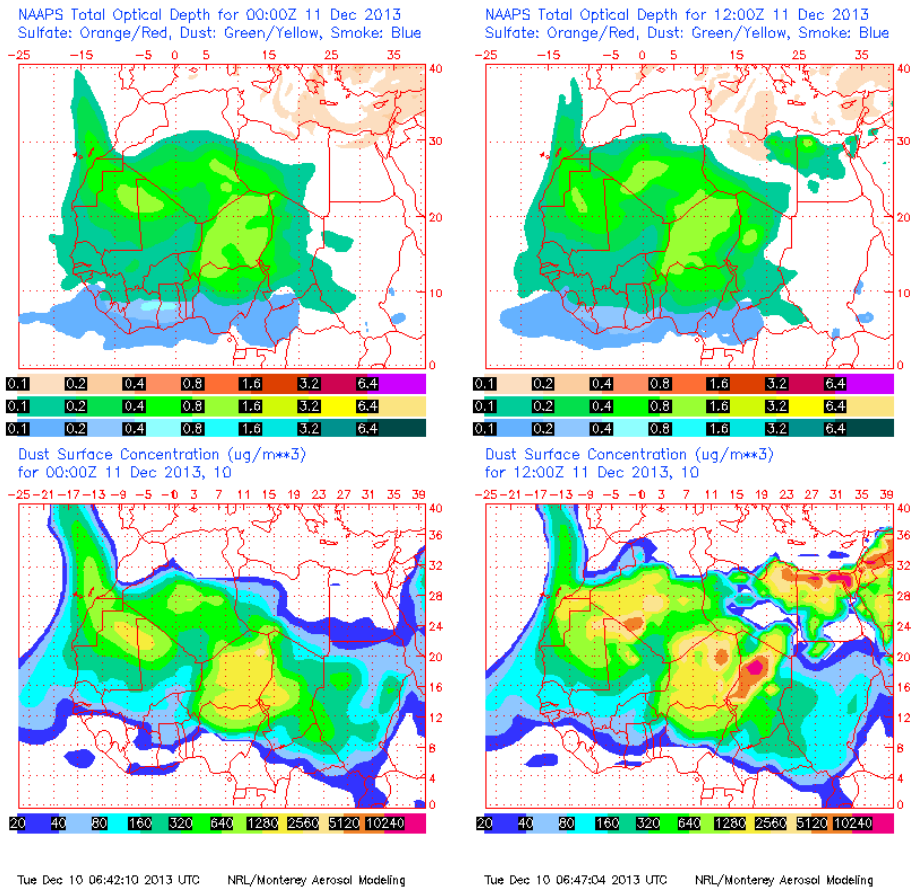 NAAPS Total Optical Depth for 00:00Z 11 Dec 2013
Sulfate: Orange/Red, Dust: Green/Yellow, Smoke: Blue
-25 -15 -5 0 5 15 25 35
40
30
20
10
0
0.1 0.2 0.4 0.8 1.6 3.2 6.4
0.1 0.2 0.4 0.8 1.6 3.2 6.4
0.1 0.2 0.4 0.8 1.6 3.2 6.4
NAAPS Total Optical Depth for 12:00Z 11 Dec 2013
Sulfate: Orange/Red, Dust: Green/Yellow, Smoke: Blue
-25 -15 -5 0 5 15 25 35
40
30
20
10
0
0.1 0.2 0.4 0.8 1.6 3.2 6.4
0.1 0.2 0.4 0.8 1.6 3.2 6.4
0.1 0.2 0.4 0.8 1.6 3.2 6.4
Dust Surface Concentration (ug/m**3)
for 00:00Z 11 Dec 2013, 10
-25 -21 -17 -13 -9 -5 -0 3 7 11 15 19 23 27 31 35 39
40
36
32
28
24
20
16
12
8
4
0
20 40 80 160 320 640 1280 2560 5120 10240
Dust Surface Concentration (ug/m**3)
for 12:00Z 11 Dec 2013, 10
-25 -21 -17 -13 -9 -5 -0 3 7 11 15 19 24 27 31 35 39
40
36
32
28
24
20
16
12
8
4
0
20 40 80 160 320 640 1280 2560 5120 10240
Tue Dec 10 06:42:10 2013 UTC NRL/Monterey Aerosol Modeling
Tue Dec 10 06:47:04 2013 UTC NRL/Monterey Aerosol Modeling